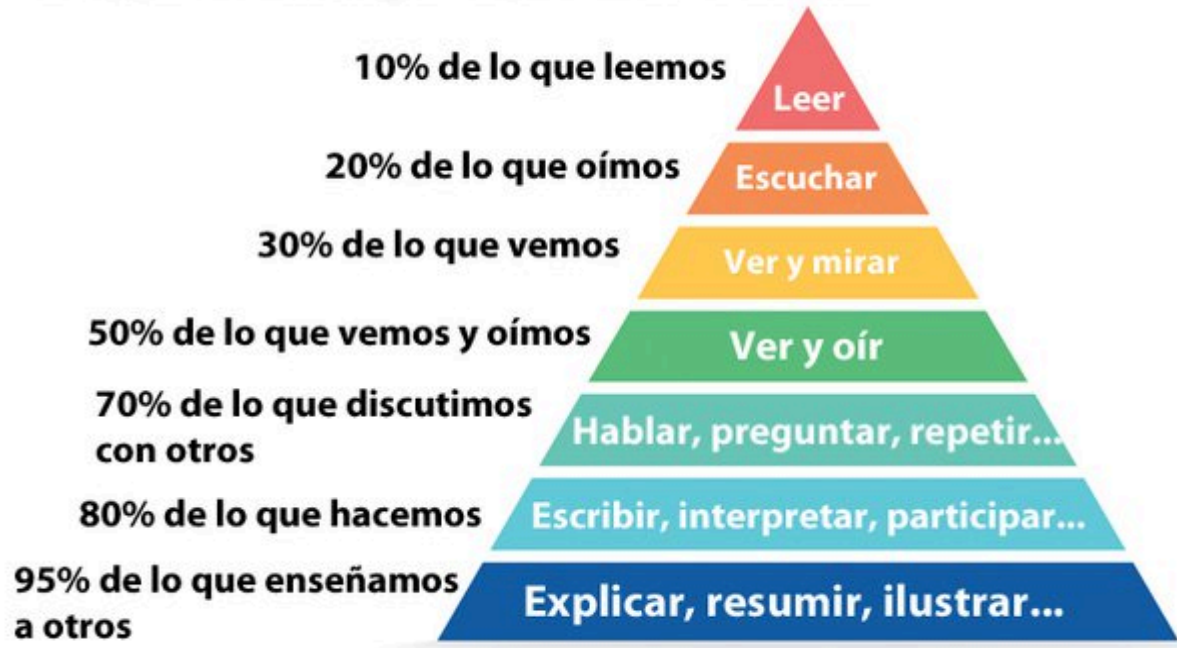 10% de lo que leemos
Leer
20% de lo que oímos
Escuchar
30% de lo que vemos
Ver y mirar
50% de lo que vemos y oímos
Ver y oír
70% de lo que discutimos
con otros
Hablar, preguntar, repetir...
80% de lo que hacemos
Escribir, interpretar, participar...
95% de lo que enseñamos
a otros
Explicar, resumir, ilustrar...